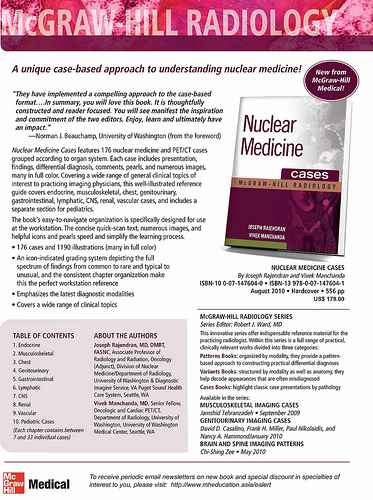 McGRAW-HILL RADIOLOGY
A unique case-based approach to understanding nuclear medicine!
New from
McGraw-Hill
Medical!
"They have implemented a compelling approach to the case-based
format....In summary, you will love this book. It is thoughtfully
constructed and reader focused. You will see manifest the inspiration
and commitment of the two editors. Enjoy, learn and ultimately have
an impact."
—Norman J. Beauchamp, University of Washington (from the foreword)
Nuclear Medicine Cases features 176 nuclear medicine and PET/CT cases
grouped according to organ system. Each case includes presentation,
findings, differential diagnosis, comments, pearls, and numerous images,
many in full color. Covering a wide range of general clinical topics of
interest to practicing imaging physicians, this well-illustrated reference
guide covers endocrine, musculoskeletal, chest, genitourinary,
gastrointestinal, lymphatic, CNS, renal, vascular cases, and includes a
separate section for pediatrics.
The book's easy-to-navigate organization is specifically designed for use
at the workstation. The concise quick-scan text, numerous images, and
helpful icons and pearls speed and simplify the learning process.
• 176 cases and 1190 illustrations (many in full color)
• An icon-indicated grading system depicting the full
spectrum of findings from common to rare and typical to
unusual, and the consistent chapter organization make
this the perfect workstation reference
• Emphasizes the latest diagnostic modalities
• Covers a wide range of clinical topics
Nuclear
Medicine
cases
McGRAW-HILL RADIOLOGY
JOSEPH RAJENDRAN
VIVEK MANCHANDA
NUCLEAR MEDICINE CASES
By Joseph Rajendran and Vivek Manchanda
ISBN-10 0-07-147604-0 • ISBN-13 978-0-07-147604-1
August 2010 • Hardcover • 556 pp
US$ 179.00
TABLE OF CONTENTS
1. Endocrine
2. Musculoskeletal
3. Chest
4. Genitourinary
5. Gastrointestinal
6. Lymphatic
7. CNS
8. Renal
9. Vascular
10. Pediatric Cases
(Each chapter contains between
7 and 33 individual cases)
ABOUT THE AUTHORS
Joseph Rajendran, MD, DMRT,
FASNC, Associate Professor of
Radiology and Radiation, Oncology
(Adjunct), Division of Nuclear
Medicine/Department of Radiology,
University of Washington & Diagnostic
Imagine Service, VA Puget Sound Health
Care System, Seattle, WA
Vivek Manchanda, MD, Senior Fellow,
Oncologic and Cardiac PET/CT,
Department of Radiology, University of
Washington, University of Washington
Medical Center, Seattle, WA
McGRAW-HILL RADIOLOGY SERIES
Series Editor: Robert J. Ward, MD
This innovative series offer indispensable reference material for the
practicing radiologist. Within this series is a full range of practical,
clinically relevant works divided into three categories:
Patterns Books: organized by modality, they provide a pattern-
based approach to constructing practical differential diagnoses
Variants Books: structured by modality as well as anatomy, they
help decode appearances that are often misdiagnosed
Cases Books: highlight classic case presentations by pathology
Available in the series:
MUSCULOSKELETAL IMAGING CASES
Jamshid Tehranzadeh • September 2009
GENITOURINARY IMAGING CASES
David D. Casalino, Frank H. Miller, Paul Nikolaidis, and
Nancy A. HammondJanuary 2010
BRAIN AND SPINE IMAGING PATTERNS
Chi-Shing Zee • May 2010
Mc
Graw
Hill
Medical
To receive periodic email newsletters on new book and special discount in specialties of
interest to you, please visit: http://www.mheducation.asia/ealert